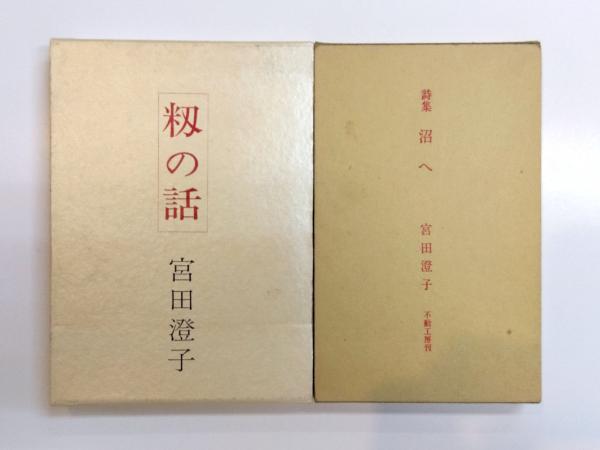 籾の話
宮田澄子
詩集 沼へ
宮田澄子
不動工房刊